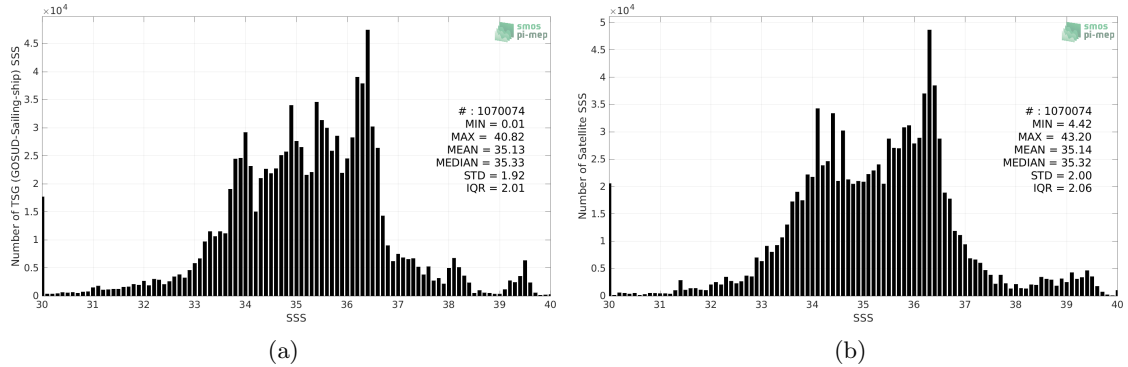 ×10⁴
4.5
4
3.5
3
2.5
2
1.5
1
0.5
0
30 31 32 33 34 35 36 37 38 39 40
SSS
Number of TSG (GOSUD-Sailing-ship) SSS
smos
pi-mep
# : 1070074
MIN = 0.01
MAX = 40.82
MEAN = 35.13
MEDIAN = 35.33
STD = 1.92
IQR = 2.01
(a)
×10⁴
5
4.5
4
3.5
3
2.5
2
1.5
1
0.5
0
30 31 32 33 34 35 36 37 38 39 40
SSS
Number of Satellite SSS
smos
pi-mep
# : 1070074
MIN = 4.42
MAX = 43.20
MEAN = 35.14
MEDIAN = 35.32
STD = 2.00
IQR = 2.06
(b)